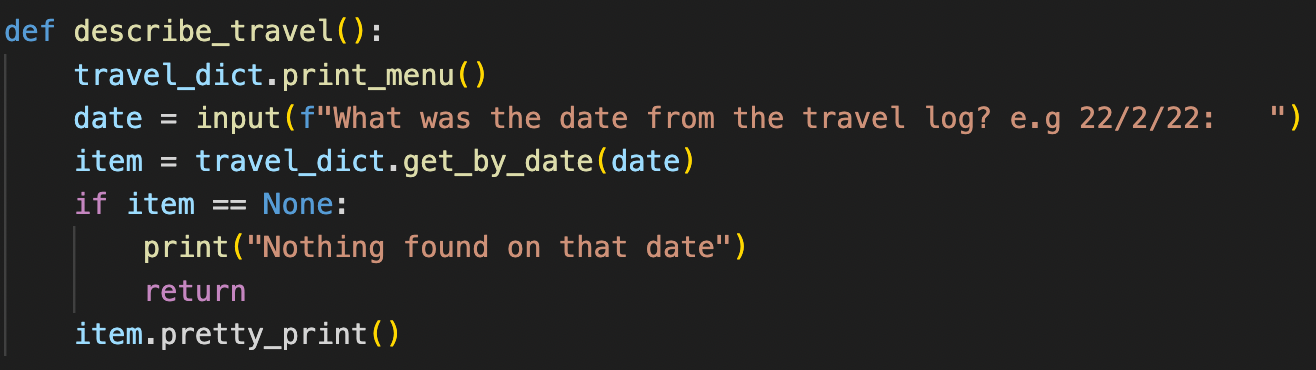 def describe_travel():
    travel_dict.print_menu()
    date = input(f"What was the date from the travel log? e.g 22/2/22:   ")
    item = travel_dict.get_by_date(date)
    if item == None:
        print("Nothing found on that date")
        return
    item.pretty_print()